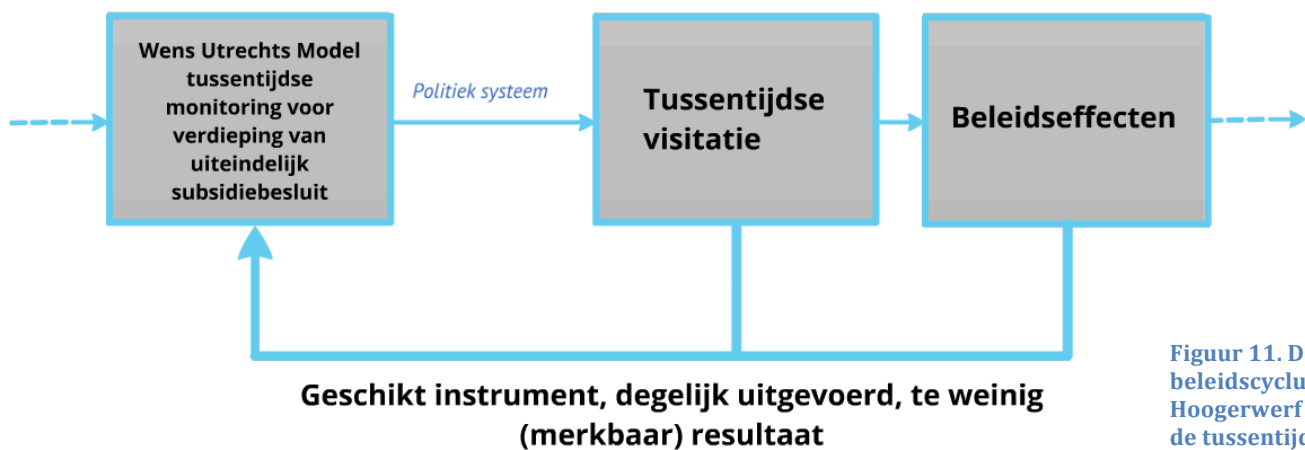 Wens Utrechts Model
tussentijdse
monitoring voor
verdieping van
uiteindelijk
subsidiebesluit
Politiek systeem
Tussentijdse
visitatie
Beleidseffecten
Geschikt instrument, degelijk uitgevoerd, te weinig
(merkbaar) resultaat
Figuur 11. D
beleidscyclu
Hoogerwerf
de tussentijd